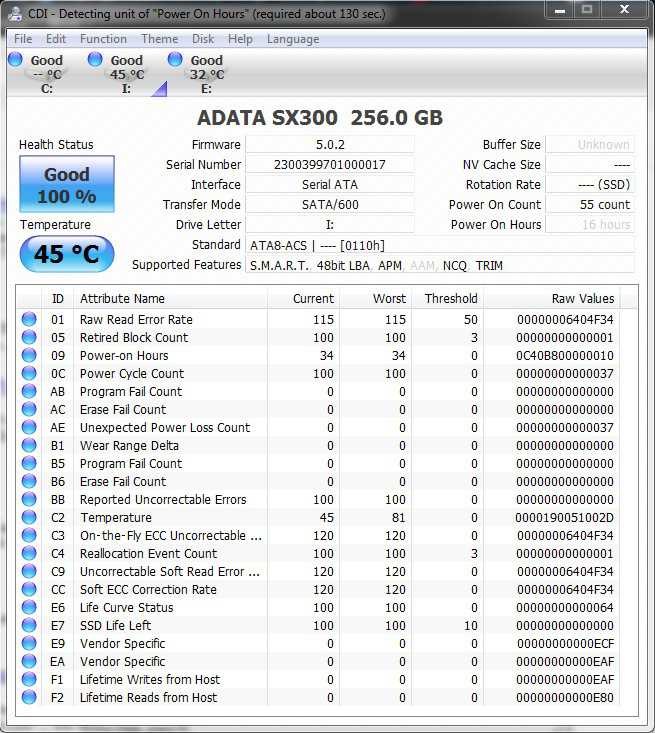 CDI - Detecting unit of "Power On Hours" (required about 130 sec.)
File Edit Function Theme Disk Help Language
Good Good Good
-- °C 45 °C 32 °C
C: I: E:
ADATA SX300 256.0 GB
Health Status
Good
100 %
Temperature
45 °C
Firmware 5.0.2 Buffer Size Unknown
Serial Number 2300399701000017 NV Cache Size ----
Interface Serial ATA Rotation Rate ---- (SSD)
Transfer Mode SATA/600 Power On Count 55 count
Drive Letter I: Power On Hours 16 hours
Standard ATA8-ACS | ---- [0110h]
Supported Features S.M.A.R.T. 48bit LBA, APM, AAM, NCQ, TRIM
ID Attribute Name Current Worst Threshold Raw Values
01 Raw Read Error Rate 115 115 50 00000006404F34
05 Retired Block Count 100 100 3 00000000000001
09 Power-on Hours 34 34 0 0C40B800000010
0C Power Cycle Count 100 100 0 00000000000037
AB Program Fail Count 0 0 0 00000000000000
AC Erase Fail Count 0 0 0 00000000000000
AE Unexpected Power Loss Count 0 0 0 00000000000037
B1 Wear Range Delta 0 0 0 00000000000000
B5 Program Fail Count 0 0 0 00000000000000
B6 Erase Fail Count 0 0 0 00000000000000
BB Reported Uncorrectable Errors 100 100 0 00000000000000
C2 Temperature 45 81 0 0000190051002D
C3 On-the-Fly ECC Uncorrectable ... 120 120 0 00000006404F34
C4 Reallocation Event Count 100 100 3 00000000000001
C9 Uncorrectable Soft Read Error ... 120 120 0 00000006404F34
CC Soft ECC Correction Rate 120 120 0 00000006404F34
E6 Life Curve Status 100 100 0 00000000000064
E7 SSD Life Left 100 100 10 00000000000000
E9 Vendor Specific 0 0 0 00000000000ECF
EA Vendor Specific 0 0 0 00000000000EAF
F1 Lifetime Writes from Host 0 0 0 00000000000EAF
F2 Lifetime Reads from Host 0 0 0 00000000000E80